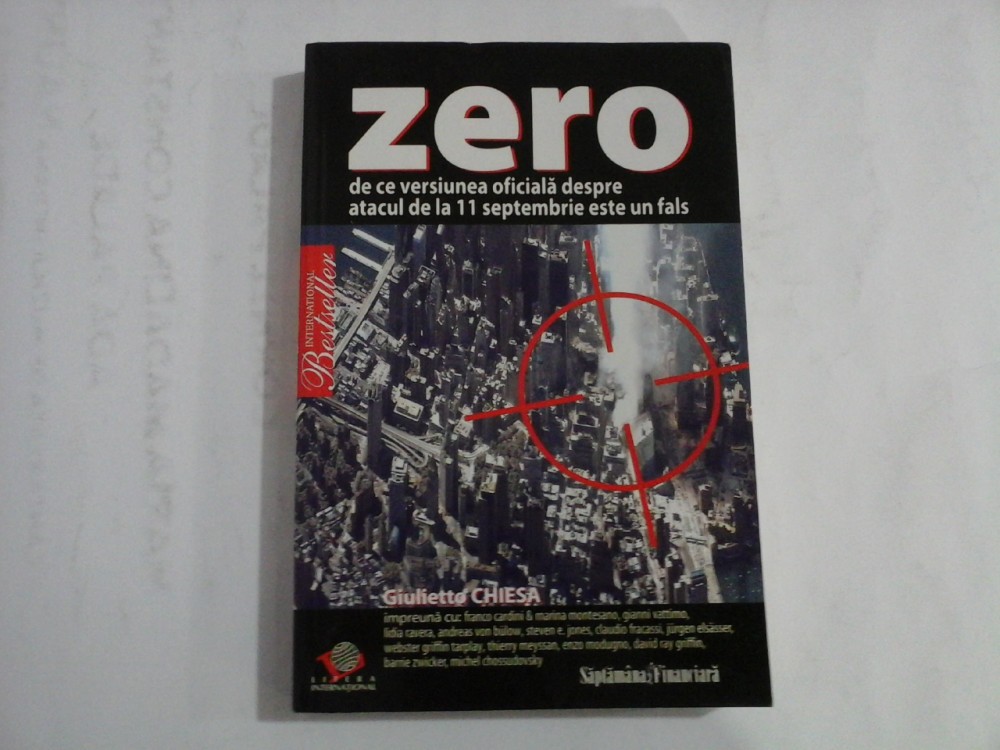 zero
de ce versiunea oficială despre
atacul de la 11 septembrie este un fals
INTERNATIONAL
Bestseller
Giulietto CHIESA
împreună cu: franco cardini & marina montesano, gianni vattimo,
lidia ravera, andreas von bülow, steven e. jones, claudio fracassi, jürgen elsässer,
webster griffin tarplay, thierry meyssan, enzo modugno, david ray griffin,
barrie zwicker, michel chossudovsky
LITERA
INTERNAȚIONAL
Săptămâna Financiară